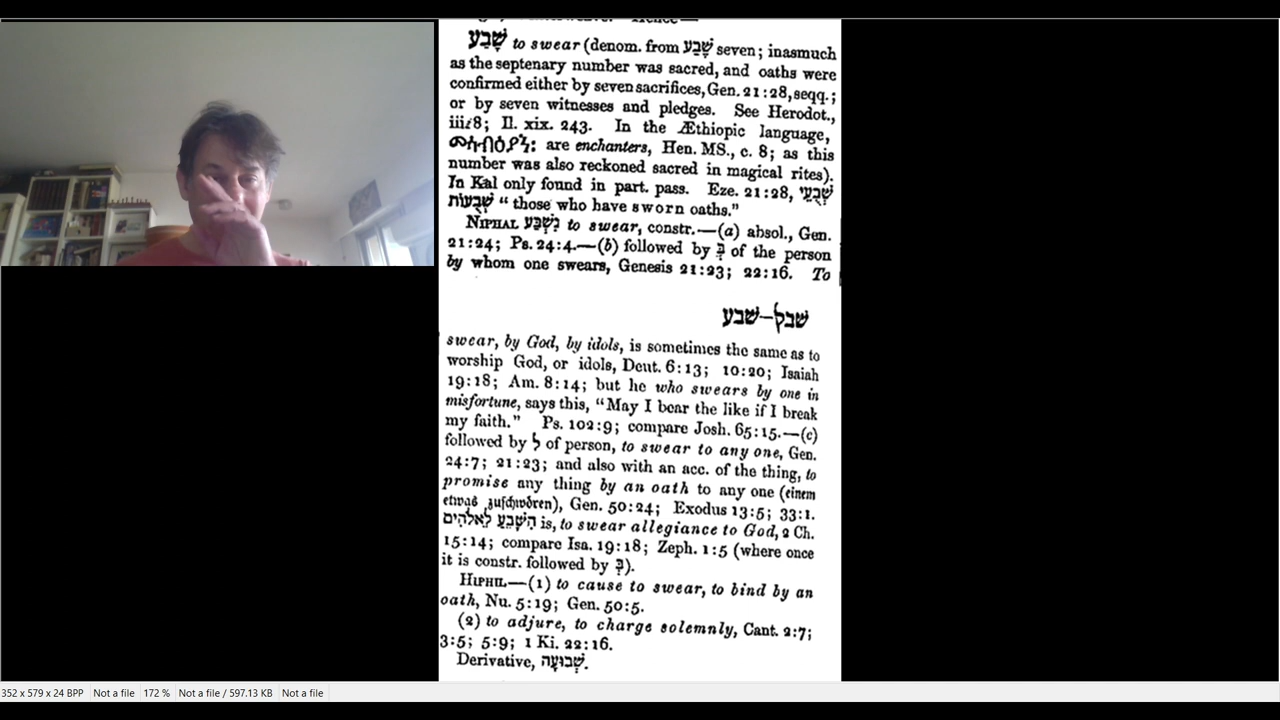 Hence—
שָׁבַע to swear (denom. from שֶׁבַע seven; inasmuch
as the septenary number was sacred, and oaths were
confirmed either by seven sacrifices, Gen. 21:28, seqq.;
or by seven witnesses and pledges. See Herodot.,
iii. 8; Il. xix. 243. In the Æthiopic language,
are enchanters, Hen. MS., c. 8; as this
number was also reckoned sacred in magical rites).
In Kal only found in part. pass. Eze. 21:28, שְׁבֻעֵי
שְׁבֻעוֹת “those who have sworn oaths.”
NIPHAL נִשְׁבַּע to swear, constr.—(a) absol., Gen.
21:24; Ps. 24:4.—(b) followed by בְּ of the person
by whom one swears, Genesis 21:23; 22:16. To
שבע–שבק
swear, by God, by idols, is sometimes the same as to
worship God, or idols, Deut. 6:13; 10:20; Isaiah
19:18; Am. 8:14; but he who swears by one in
misfortune, says this, “May I bear the like if I break
my faith.” Ps. 102:9; compare Josh. 65:15.—(c)
followed by לְ of person, to swear to any one, Gen.
24:7; 21:23; and also with an acc. of the thing, to
promise any thing by an oath to any one (einem
etwas zuschwören), Gen. 50:24; Exodus 13:5; 33:1.
הִשָּׁבַע לֵאלֹהִים is, to swear allegiance to God, 2 Ch.
15:14; compare Isa. 19:18; Zeph. 1:5 (where once
it is constr. followed by בְּ).
HIPHIL—(1) to cause to swear, to bind by an
oath, Nu. 5:19; Gen. 50:5.
(2) to adjure, to charge solemnly, Cant. 2:7;
3:5; 5:9; 1 Ki. 22:16.
Derivative, שְׁבוּעָה.
352 x 579 x 24 BPP Not a file 172 % Not a file / 597.13 KB Not a file